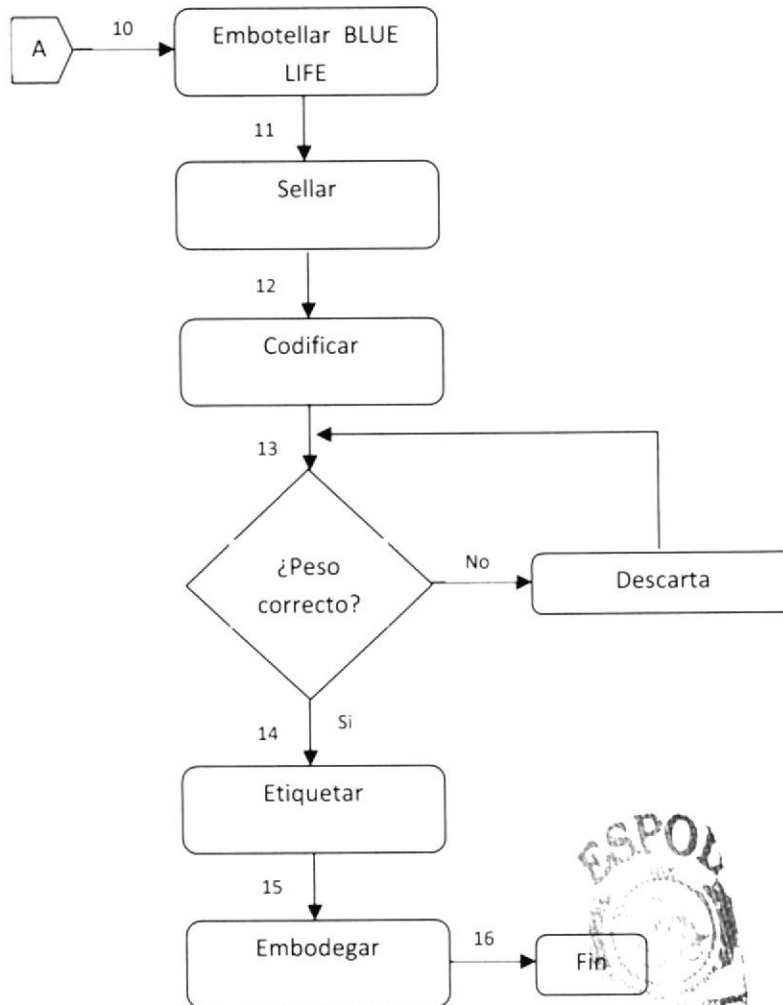 A
10
Embotellar BLUE
LIFE
11
Sellar
12
Codificar
13
¿Peso
correcto?
No
Descarta
14
Si
Etiquetar
15
Embodegar
16
Fin
ESPOL